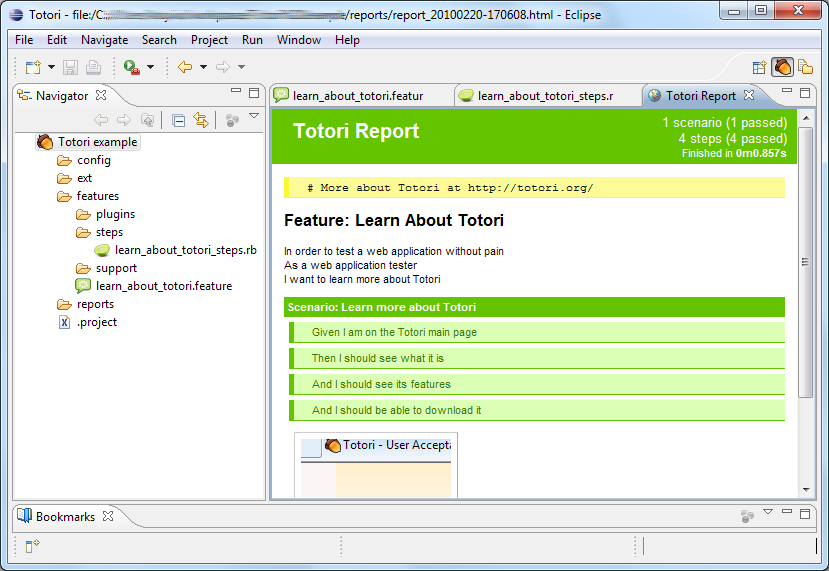 Totori - file:/C: /reports/report_20100220-170608.html - Eclipse
File Edit Navigate Search Project Run Window Help
Navigator
Totori example
config
ext
features
plugins
steps
learn_about_totori_steps.rb
support
learn_about_totori.feature
reports
.project
learn_about_totori.featur
learn_about_totori_steps.r
Totori Report
Totori Report
1 scenario (1 passed)
4 steps (4 passed)
Finished in 0m0.857s
# More about Totori at http://totori.org/
Feature: Learn About Totori
In order to test a web application without pain
As a web application tester
I want to learn more about Totori
Scenario: Learn more about Totori
Given I am on the Totori main page
Then I should see what it is
And I should see its features
And I should be able to download it
Totori - User Accepta
Bookmarks